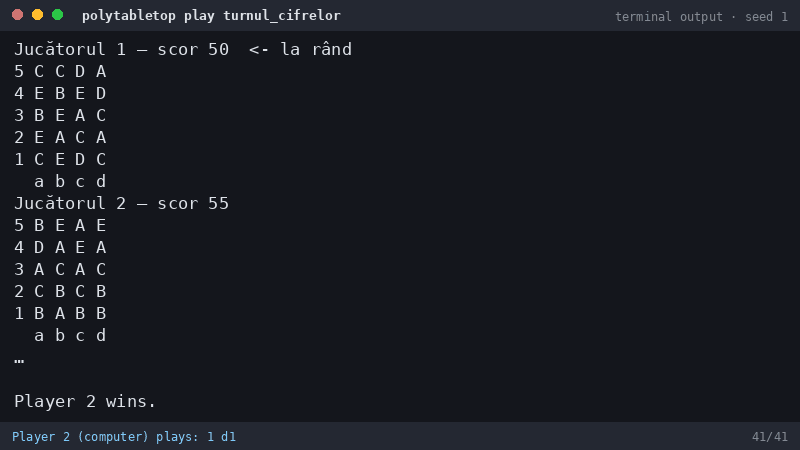 polytabletop play turnul_cifrelor
terminal output · seed 1
Jucătorul 1 — scor 50 <- la rând
5 C C D A
4 E B E D
3 B E A C
2 E A C A
1 C E D C
a b c d
Jucătorul 2 — scor 55
5 B E A E
4 D A E A
3 A C A C
2 C B C B
1 B A B B
a b c d
…
Player 2 wins.
Player 2 (computer) plays: 1 d1
41/41